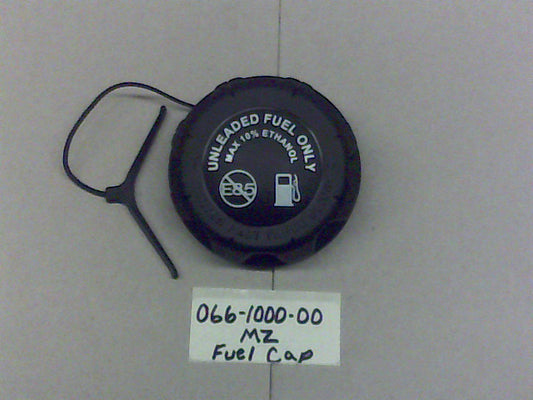 UNLEADED FUEL ONLY
MAX 10% ETHANOL
E85
066-1000-00
MZ
Fuel Cap